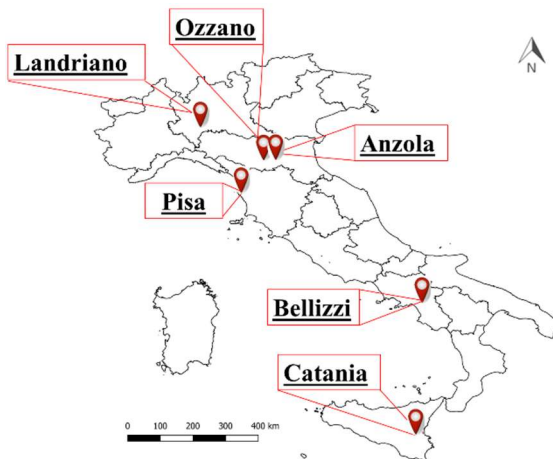 Ozzano
Landriano
N
Anzola
Pisa
Bellizzi
Catania
0 100 200 300 400 km